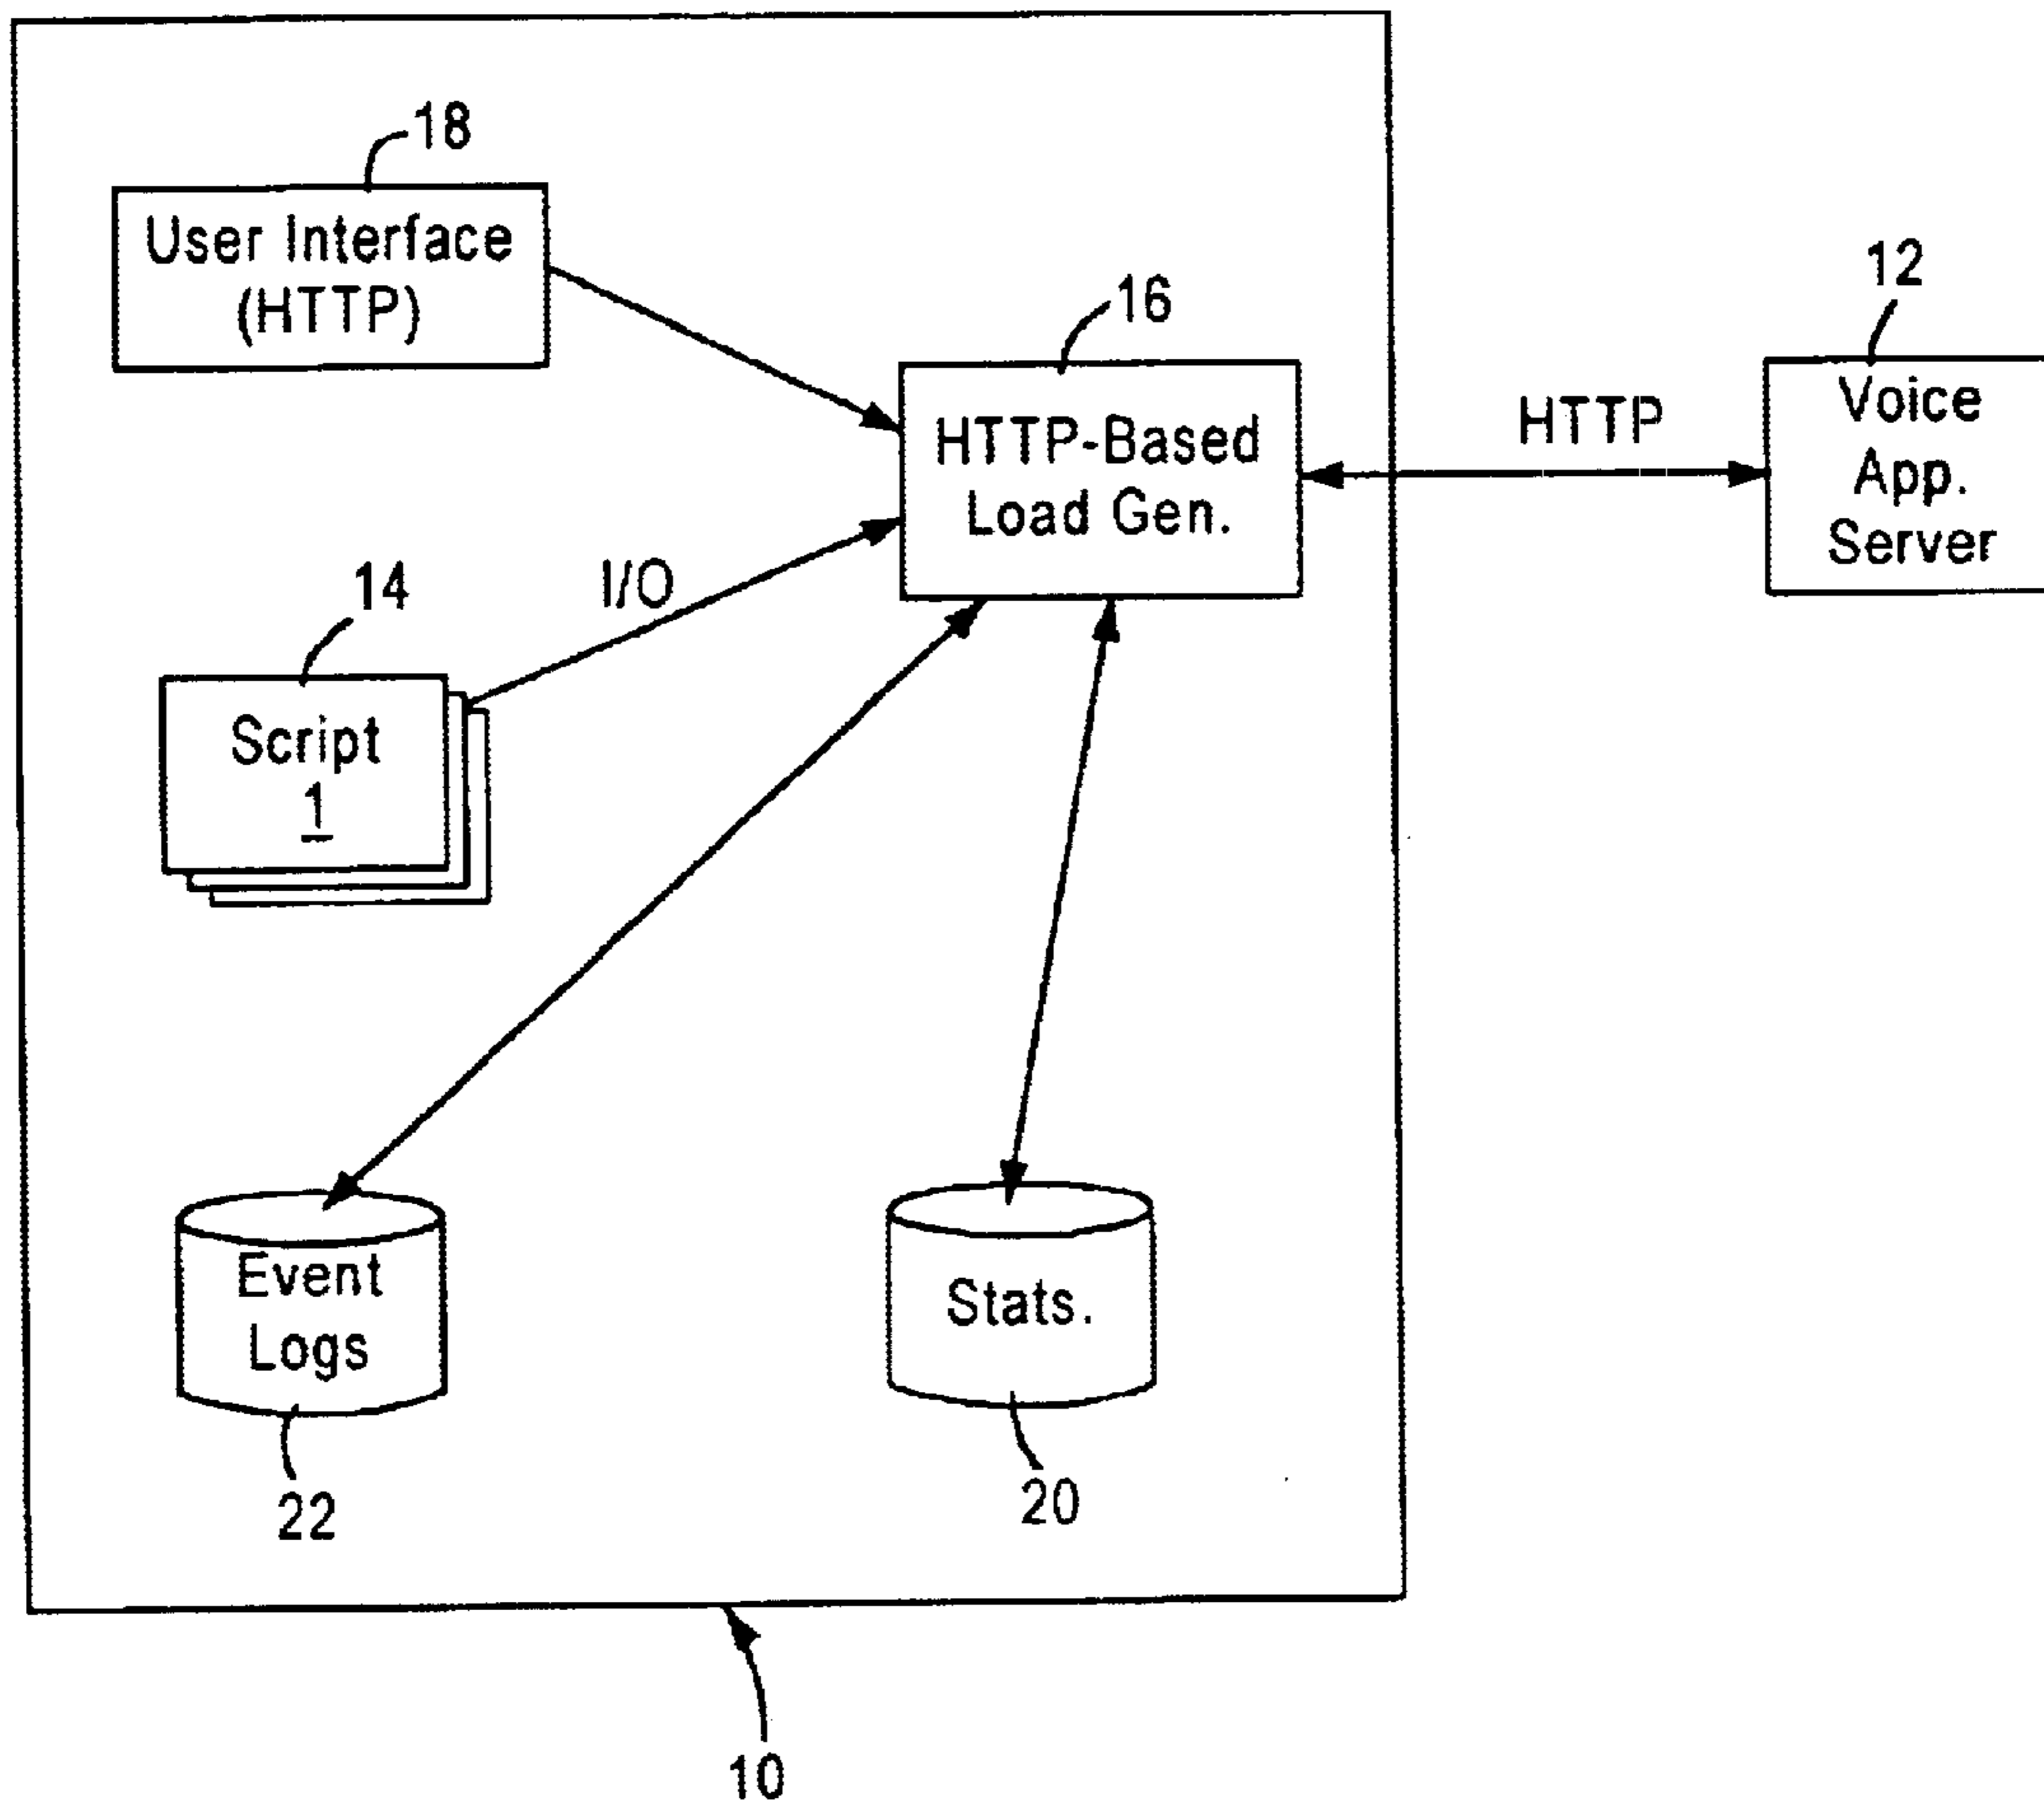 18
User Interface
(HTTP)
16
HTTP-Based
Load Gen.
HTTP
12
Voice
App.
Server
I/O
14
Script
1
Event
Logs
22
Stats.
20
10